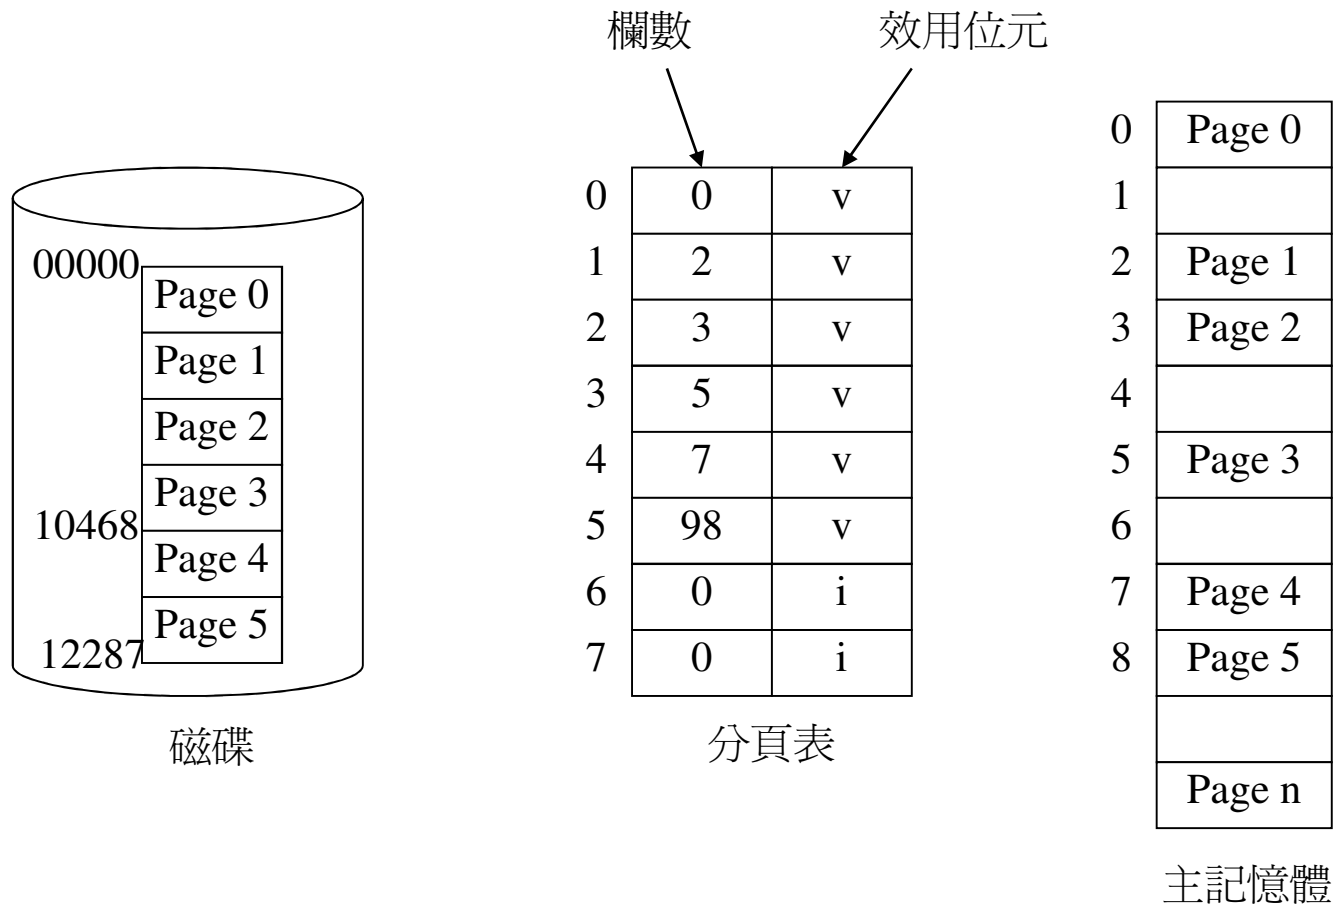 欄數 效用位元
00000
Page 0
Page 1
Page 2
Page 3
10468
Page 4
Page 5
12287
磁碟
0 0 v
1 2 v
2 3 v
3 5 v
4 7 v
5 98 v
6 0 i
7 0 i
分頁表
0 Page 0
1
2 Page 1
3 Page 2
4
5 Page 3
6
7 Page 4
8 Page 5
Page n
主記憶體